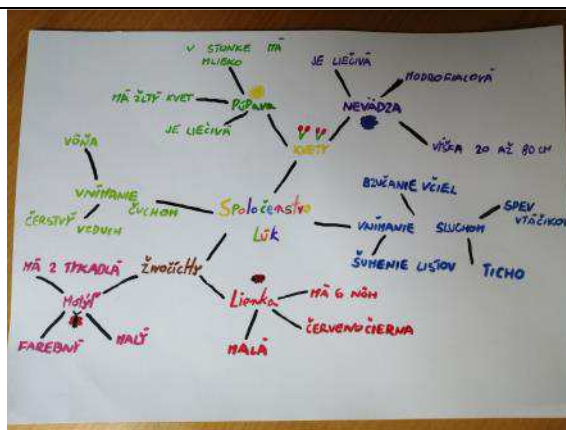 V STONKE MÁ
MLIEKO
MÁ ŽLTÝ KVET
PÚPAVA
JE LIEČIVÁ
JE LIEČIVÁ
MODROFIALOVÁ
NEVÄDZA
VÝŠKA 20 AŽ 80 CM
KVETY
VÔŇA
VNÍMANIE
ČUCHOM
ČERSTVÝ
VZDUCH
Spoločenstvo
Lúk
BZUČANIE VČIEL
VNÍMANIE SLUCHOM
SPEV
VTÁČIKOV
ŠUMENIE LISTOV
TICHO
ŽIVOČÍCHY
MÁ 2 TYKADLÁ
Motýľ
FAREBNÝ
MALÝ
Lienka
MÁ 6 NÔH
ČERVENOČIERNA
MALÁ